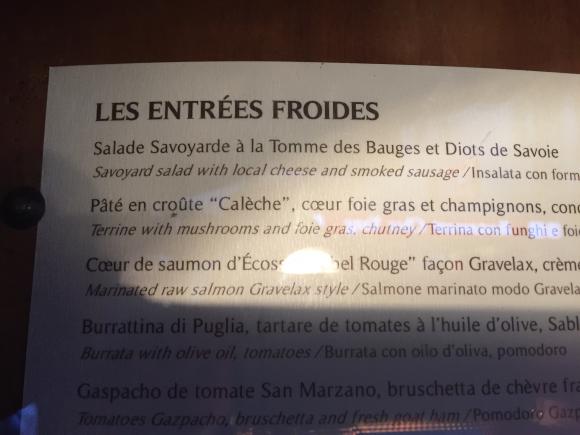 LES ENTRÉES FROIDES
Salade Savoyarde à la Tomme des Bauges et Diots de Savoie
Savoyard salad with local cheese and smoked sausage / Insalata con form
Pâté en croûte “Calèche”, cœur foie gras et champignons, con
Terrine with mushrooms and foie gras, chutney / Terrina con funghi e foi
Cœur de saumon d’Écos bel Rouge” façon Gravelax, crème
Marinated raw salmon Gravelax style / Salmone marinato modo Gravela
Burrattina di Puglia, tartare de tomates à l’huile d’olive, Sabl
Burrata with olive oil, tomatoes / Burrata con oilo d’oliva, pomodoro
Gaspacho de tomate San Marzano, bruschetta de chèvre fra
Tomatoes Gazpacho, bruschetta and fresh goat ham / Pomodoro Gazp